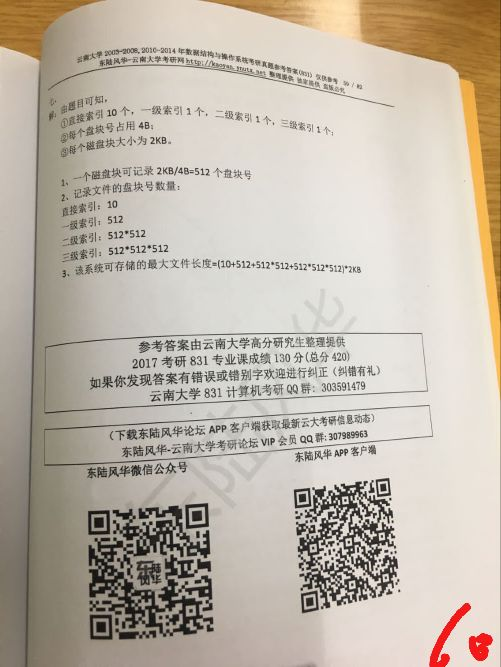 云南大学 2003-2008,2010-2014 年数据结构与操作系统考研真题参考答案(831) 仅供参考 59 / 82
东陆风华-云南大学考研网 http://kaoyan.ynutx.net 整理提供 独家提供 盗版必究
七、
解：由题目可知，
①直接索引 10 个，一级索引 1 个，二级索引 1 个，三级索引 1 个；
②每个盘块号占用 4B；
③每个磁盘块大小为 2KB。
1、一个磁盘块可记录 2KB/4B=512 个盘块号
2、记录文件的盘块号数量：
直接索引：10
一级索引：512
二级索引：512*512
三级索引：512*512*512
3、该系统可存储的最大文件长度=(10+512+512*512+512*512*512)*2KB
参考答案由云南大学高分研究生整理提供
2017 考研 831 专业课成绩 130 分(总分 420)
如果你发现答案有错误或错别字欢迎进行纠正（纠错有礼）
云南大学 831 计算机考研 QQ 群：303591479
（下载东陆风华论坛 APP 客户端获取最新云大考研信息动态）
东陆风华-云南大学考研论坛 VIP 会员 QQ 群：307989963
东陆风华微信公众号
东陆风华 APP 客户端
东陆风华
东陆
风华